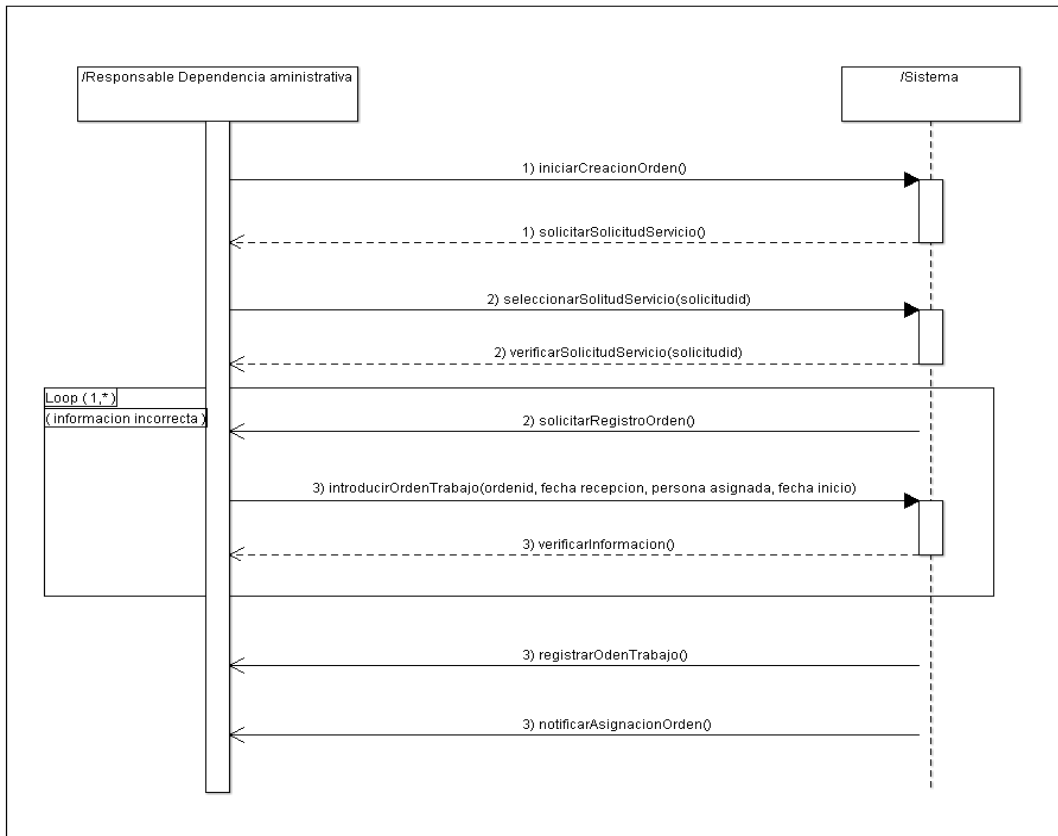 /Responsable Dependencia aministrativa
/Sistema
1) iniciarCreacionOrden()
1) solicitarSolicitudServicio()
2) seleccionarSolitudServicio(solicitudid)
2) verificarSolicitudServicio(solicitudid)
Loop ( 1,* )
( informacion incorrecta )
2) solicitarRegistroOrden()
3) introducirOrdenTrabajo(ordenid, fecha recepcion, persona asignada, fecha inicio)
3) verificarInformacion()
3) registrarOdenTrabajo()
3) notificarAsignacionOrden()